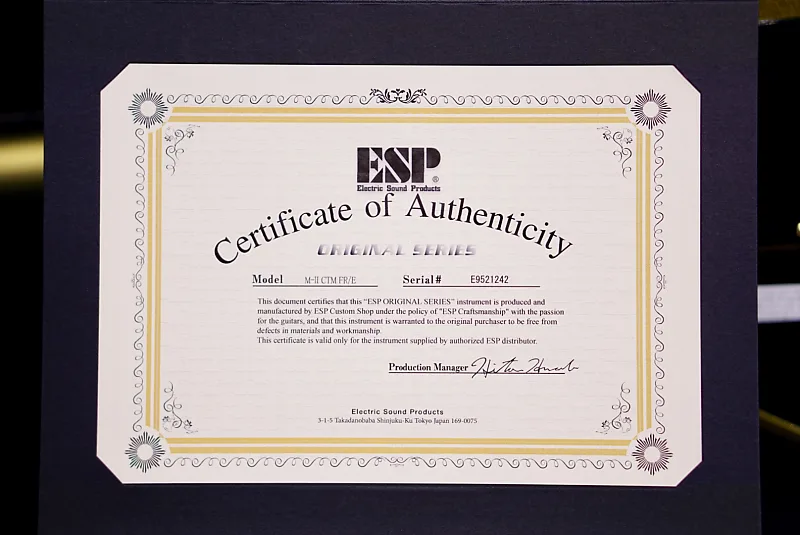 ESP®
Electric Sound Products
Certificate of Authenticity
ORIGINAL SERIES
Model M-II CTM FR/E Serial# E9521242
This document certifies that this "ESP ORIGINAL SERIES" instrument is produced and
manufactured by ESP Custom Shop under the policy of "ESP Craftsmanship" with the passion
for the guitars, and that this instrument is warranted to the original purchaser to be free from
defects in materials and workmanship.
This certificate is valid only for the instrument supplied by authorized ESP distributor.
Production Manager
Electric Sound Products
3-1-5 Takadanobaba Shinjuku-Ku Tokyo Japan 169-0075